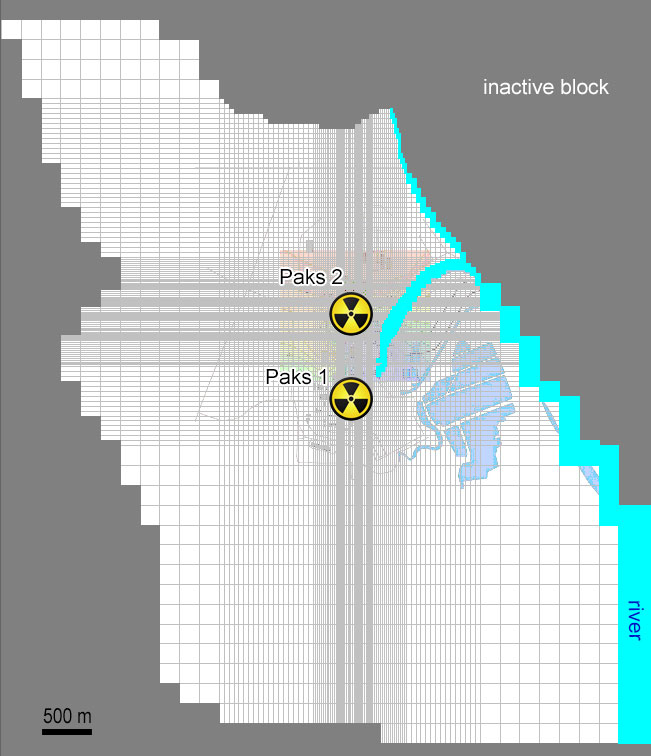 inactive block
Paks 2
Paks 1
river
500 m